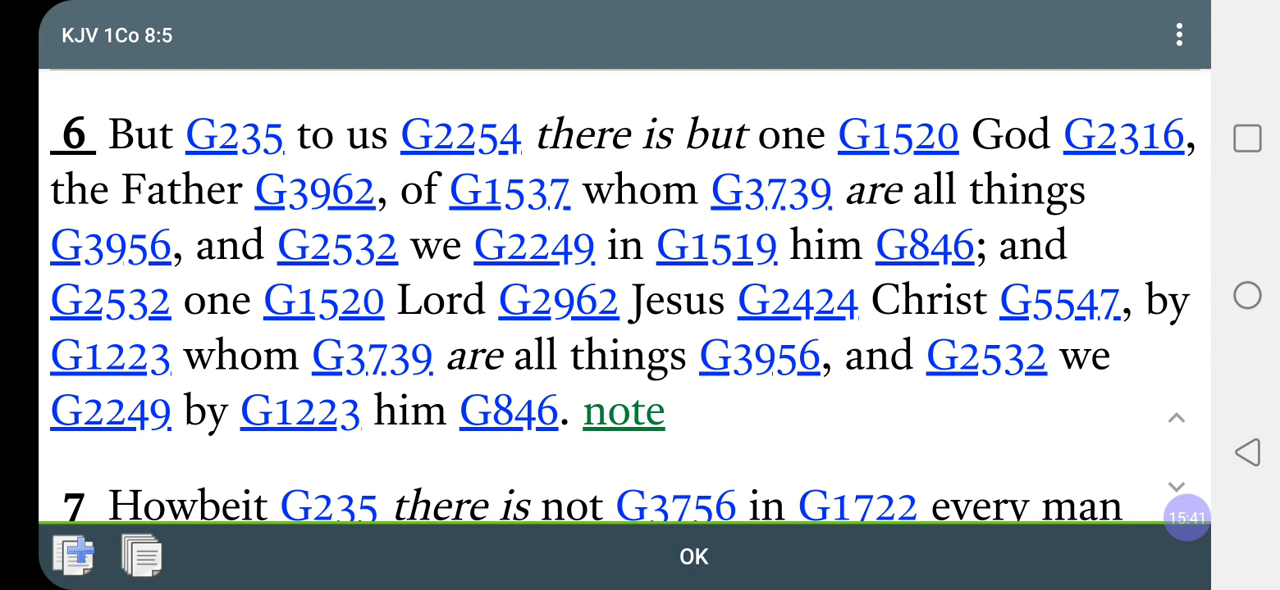 KJV 1Co 8:5
6 But G235 to us G2254 there is but one G1520 God G2316,
the Father G3962, of G1537 whom G3739 are all things
G3956, and G2532 we G2249 in G1519 him G846; and
G2532 one G1520 Lord G2962 Jesus G2424 Christ G5547, by
G1223 whom G3739 are all things G3956, and G2532 we
G2249 by G1223 him G846. note
7 Howbeit G235 there is not G3756 in G1722 every man
15:41
OK